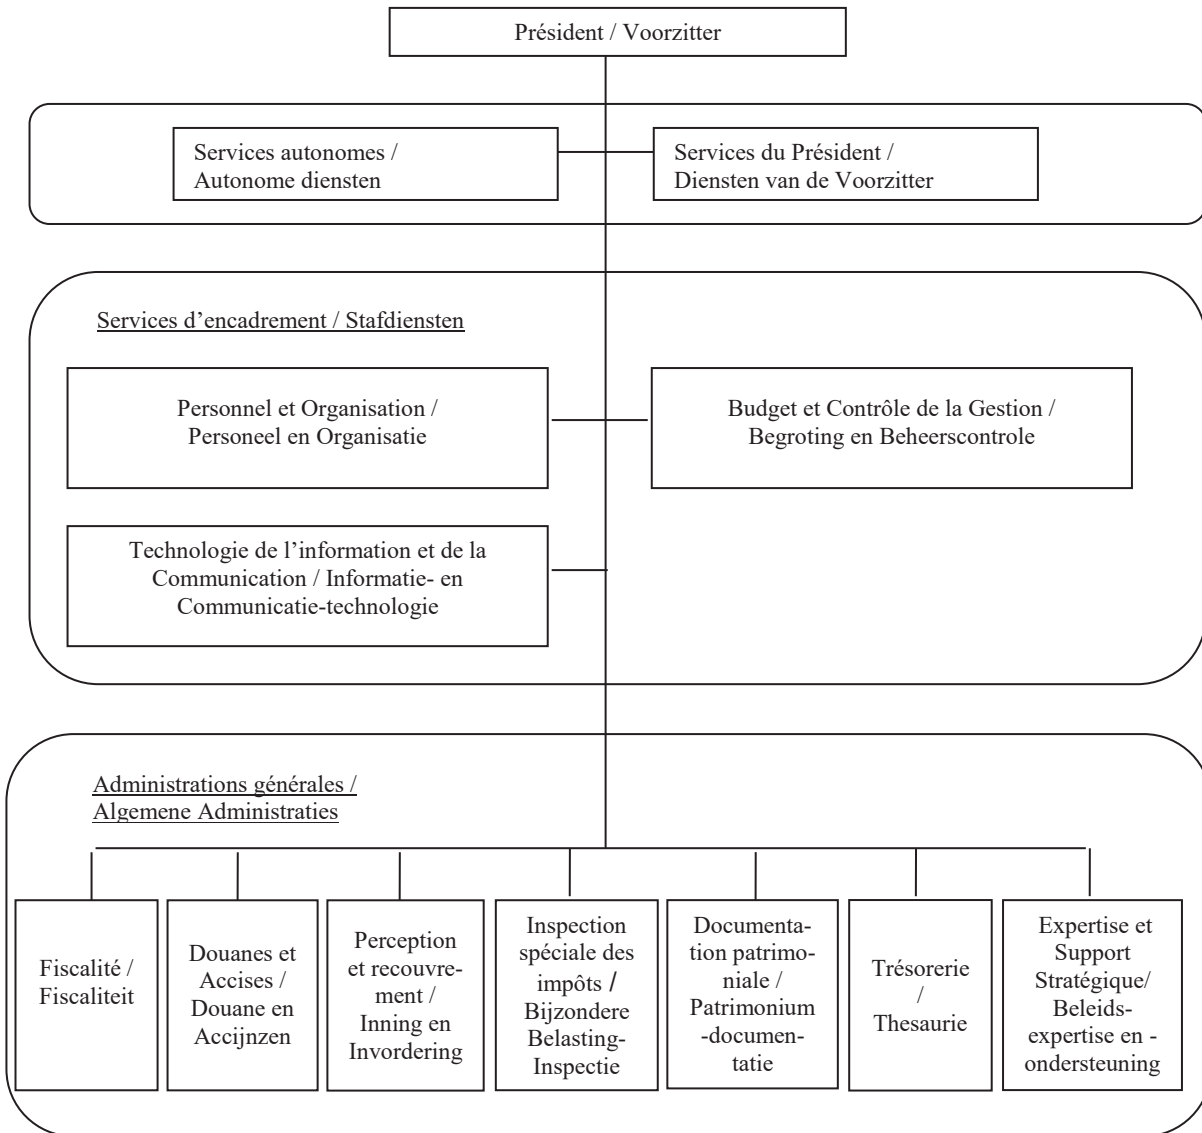 Président / Voorzitter
Services autonomes /
Autonome diensten
Services du Président /
Diensten van de Voorzitter
Services d’encadrement / Stafdiensten
Personnel et Organisation /
Personeel en Organisatie
Budget et Contrôle de la Gestion /
Begroting en Beheerscontrole
Technologie de l’information et de la
Communication / Informatie- en
Communicatie-technologie
Administrations générales /
Algemene Administraties
Fiscalité /
Fiscaliteit
Douanes et
Accises /
Douane en
Accijnzen
Perception
et recouvre-
ment /
Inning en
Invordering
Inspection
spéciale des
impôts /
Bijzondere
Belasting-
Inspectie
Documenta-
tion patrimo-
niale /
Patrimonium
-documen-
tatie
Trésorerie
/
Thesaurie
Expertise et
Support
Stratégique/
Beleids-
expertise en -
ondersteuning